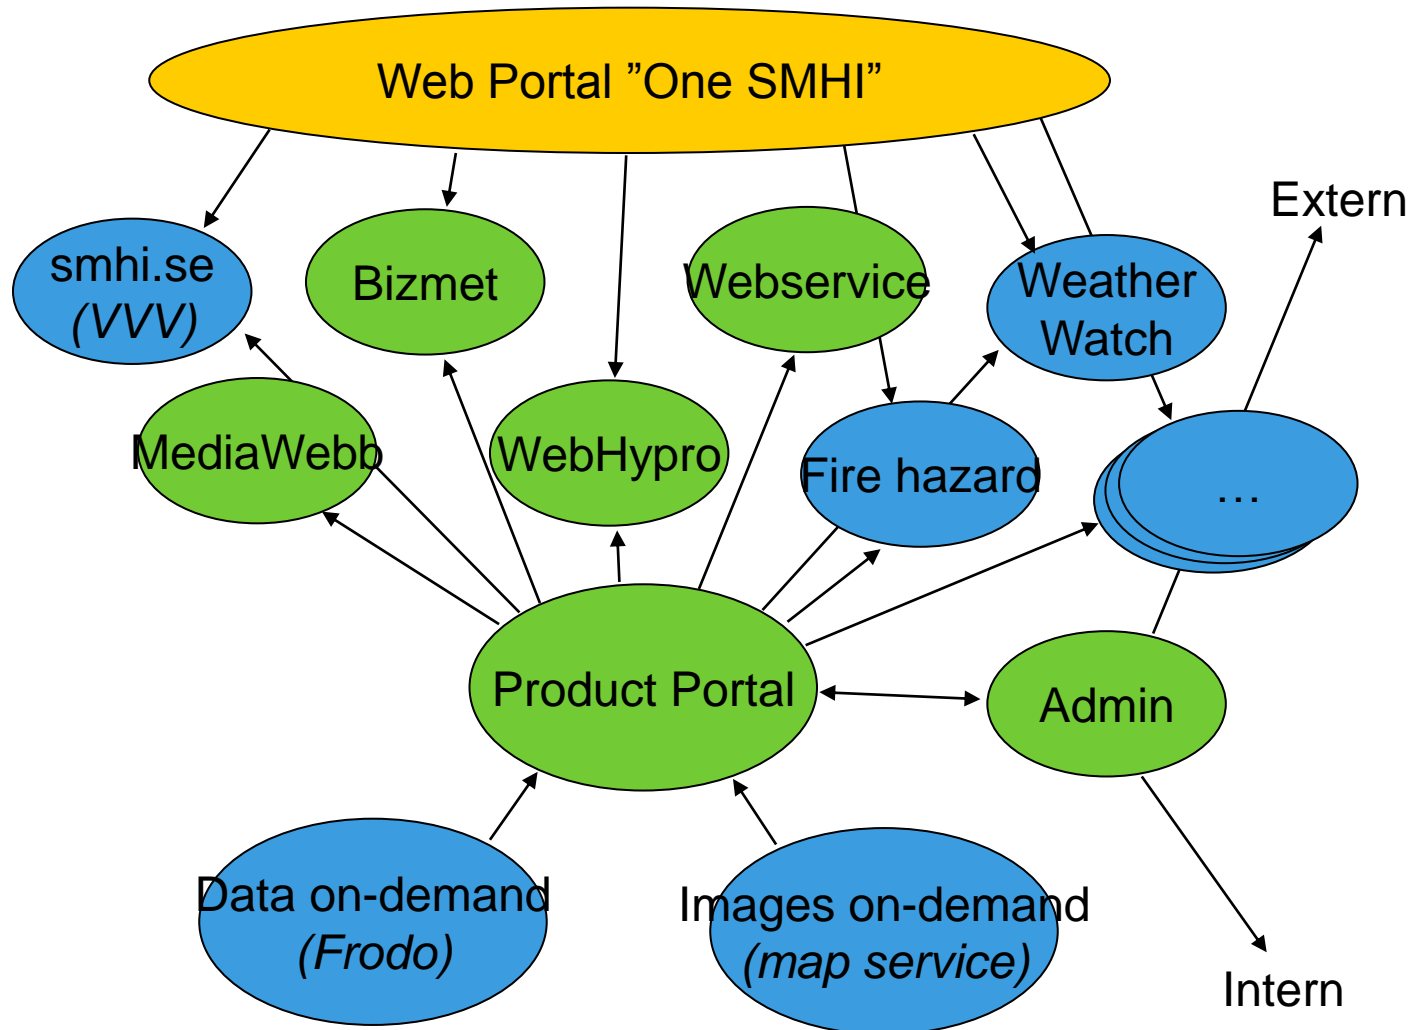 Web Portal ”One SMHI”
Extern
smhi.se
(VVV)
Bizmet
Webservice
Weather
Watch
MediaWebb
WebHypro
Fire hazard
…
Product Portal
Admin
Data on-demand
(Frodo)
Images on-demand
(map service)
Intern